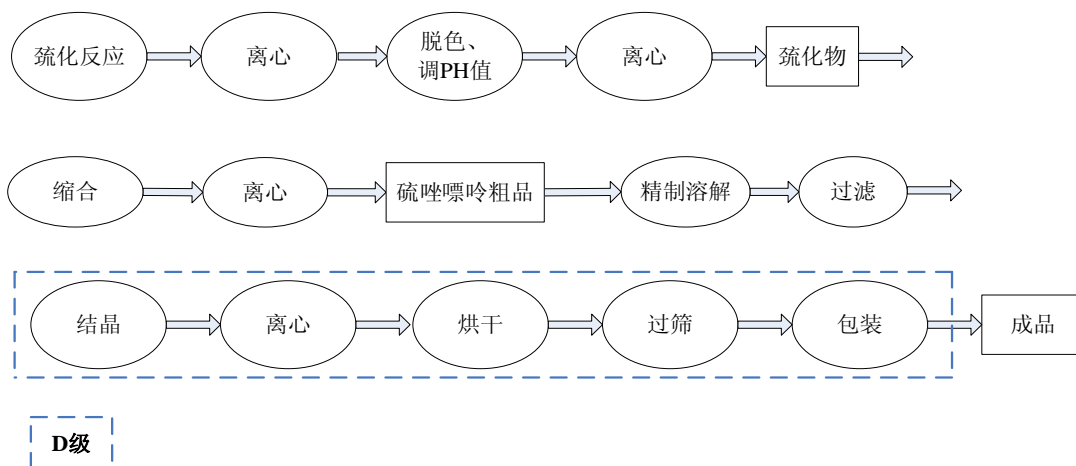 巯化反应
离心
脱色、
调PH值
离心
巯化物
缩合
离心
硫唑嘌呤粗品
精制溶解
过滤
结晶
离心
烘干
过筛
包装
成品
D级